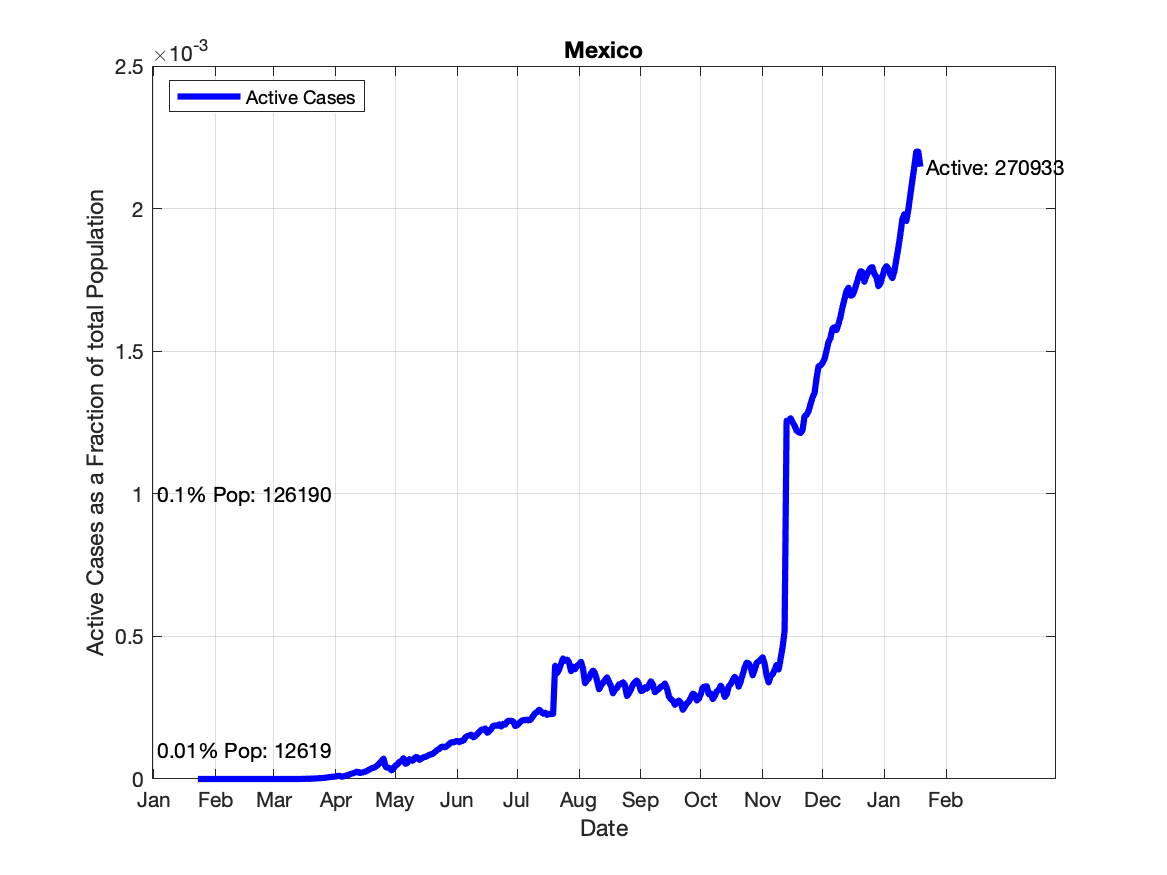 Mexico
×10-3
2.5
2
1.5
1
0.5
0
Active Cases as a Fraction of total Population
Active Cases
Active: 270933
0.1% Pop: 126190
0.01% Pop: 12619
Jan Feb Mar Apr May Jun Jul Aug Sep Oct Nov Dec Jan Feb
Date